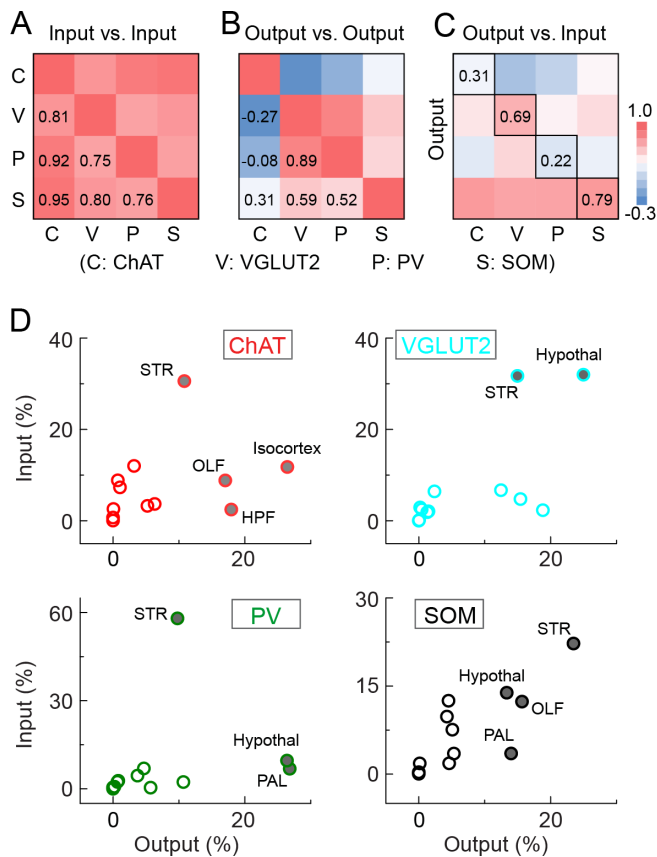 A Input vs. Input
B Output vs. Output
C Output vs. Input
C
V 0.81
P 0.92 0.75
S 0.95 0.80 0.76
C V P S
-0.27
-0.08 0.89
0.31 0.59 0.52
C V P S
Output
0.31
0.69
0.22
0.79
C V P S
1.0
-0.3
(C: ChAT V: VGLUT2 P: PV S: SOM)
D
ChAT
Input (%)
40
20
0
STR
OLF
Isocortex
HPF
0 20
VGLUT2
40
20
0
Hypothal
STR
0 20
PV
Input (%)
60
30
0
STR
Hypothal
PAL
0 20
Output (%)
SOM
30
15
0
STR
Hypothal
OLF
PAL
0 20
Output (%)